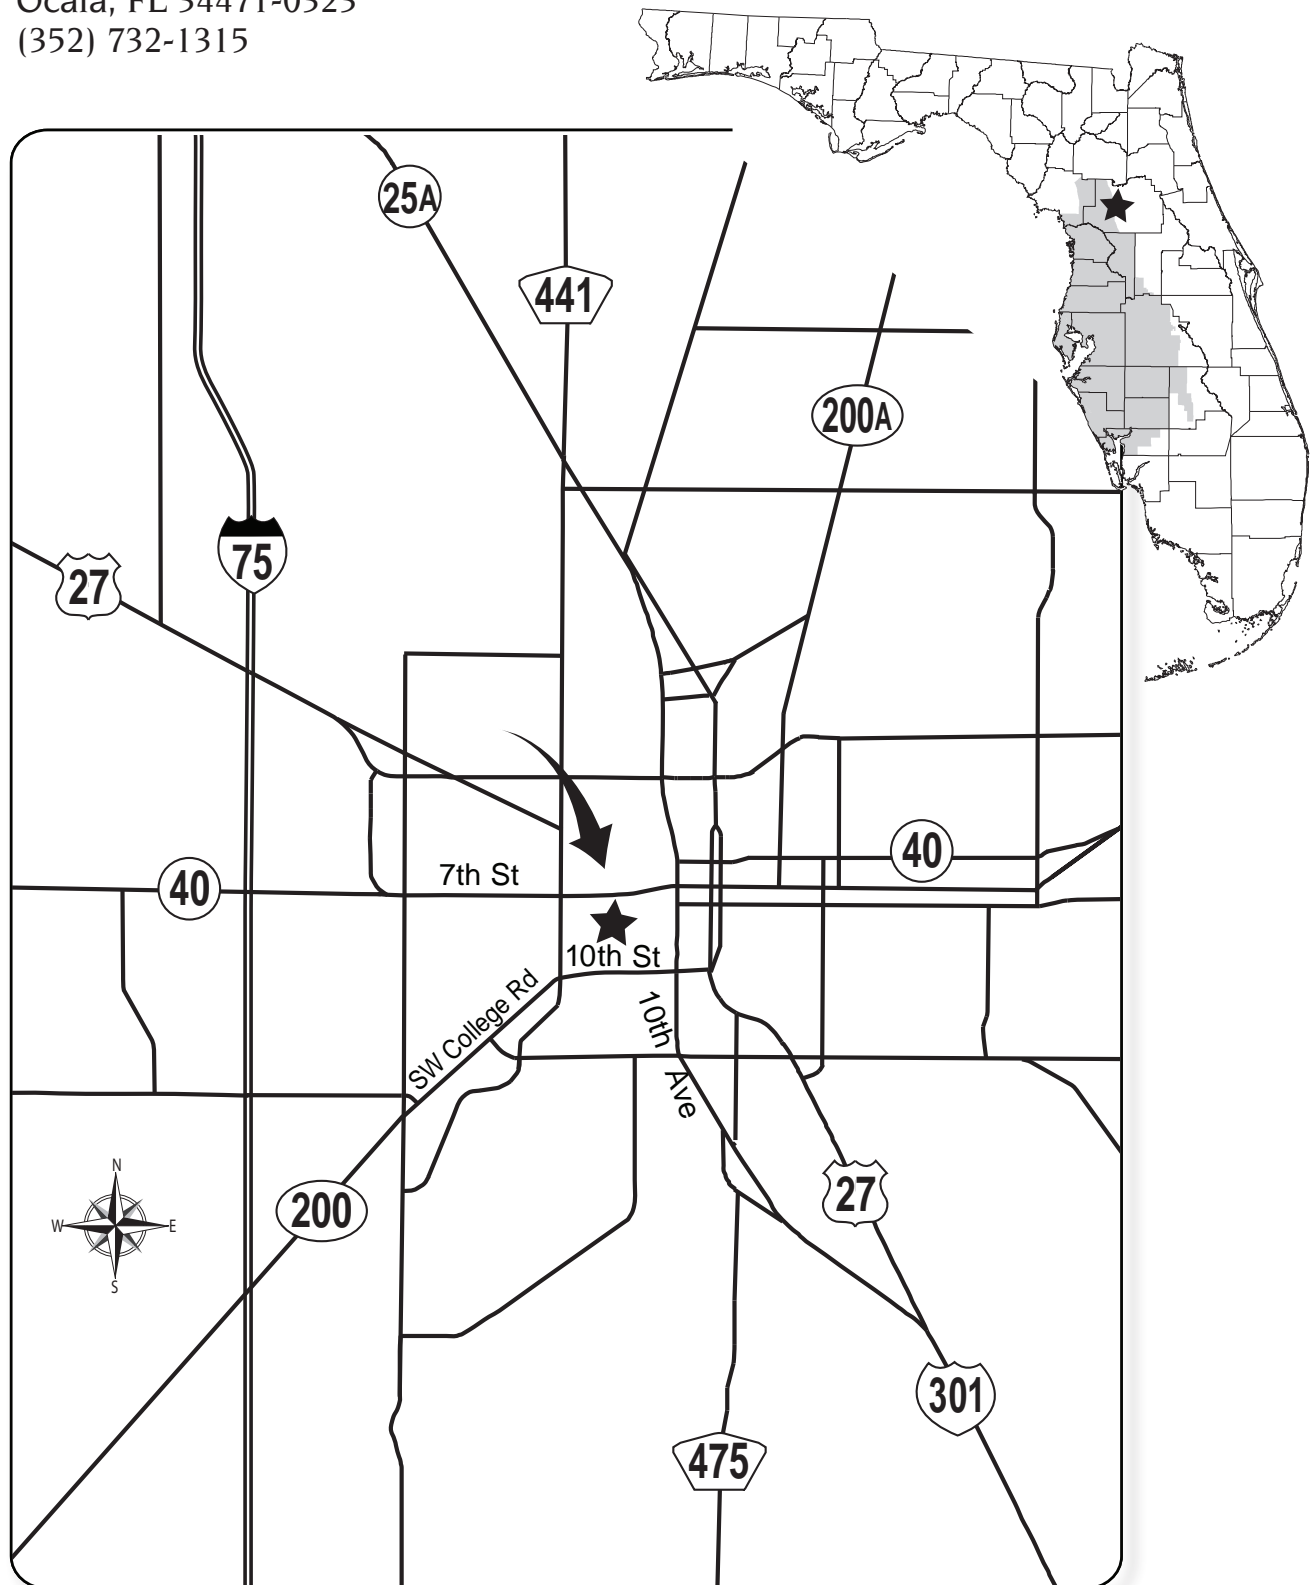 Ocala, FL 34471-0323
(352) 732-1315
25A
441
200A
27
75
40
7th St
40
10th St
SW College Rd
10th Ave
N
W E
S
200
27
301
475